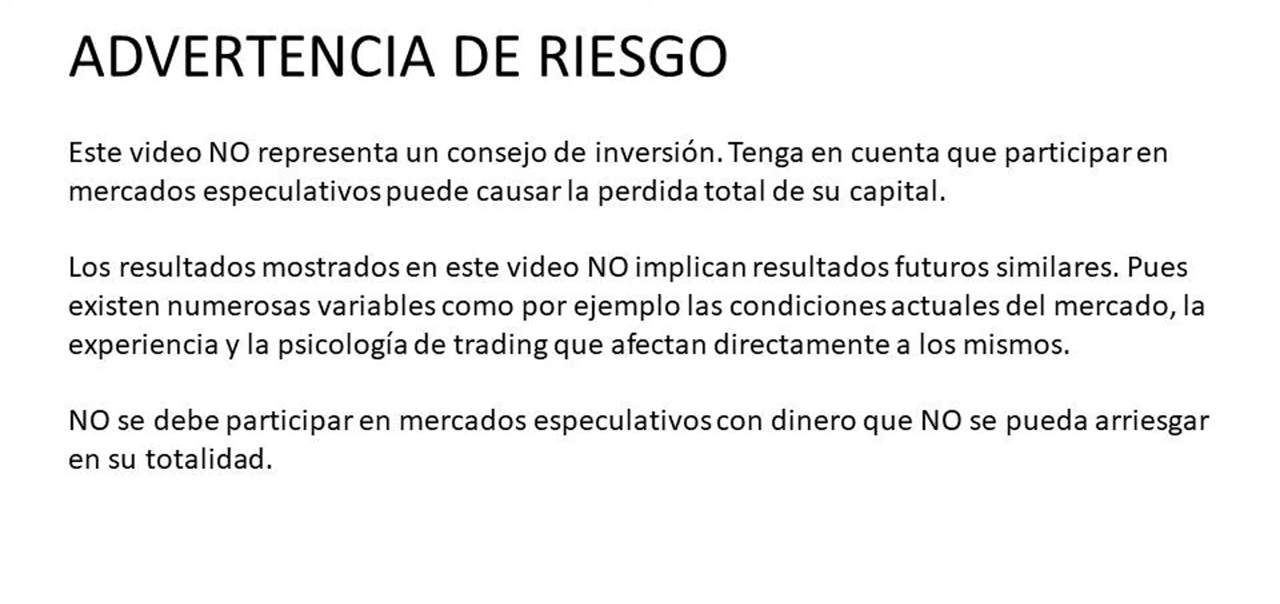 ADVERTENCIA DE RIESGO
Este video NO representa un consejo de inversión. Tenga en cuenta que participar en
mercados especulativos puede causar la perdida total de su capital.
Los resultados mostrados en este video NO implican resultados futuros similares. Pues
existen numerosas variables como por ejemplo las condiciones actuales del mercado, la
experiencia y la psicología de trading que afectan directamente a los mismos.
NO se debe participar en mercados especulativos con dinero que NO se pueda arriesgar
en su totalidad.